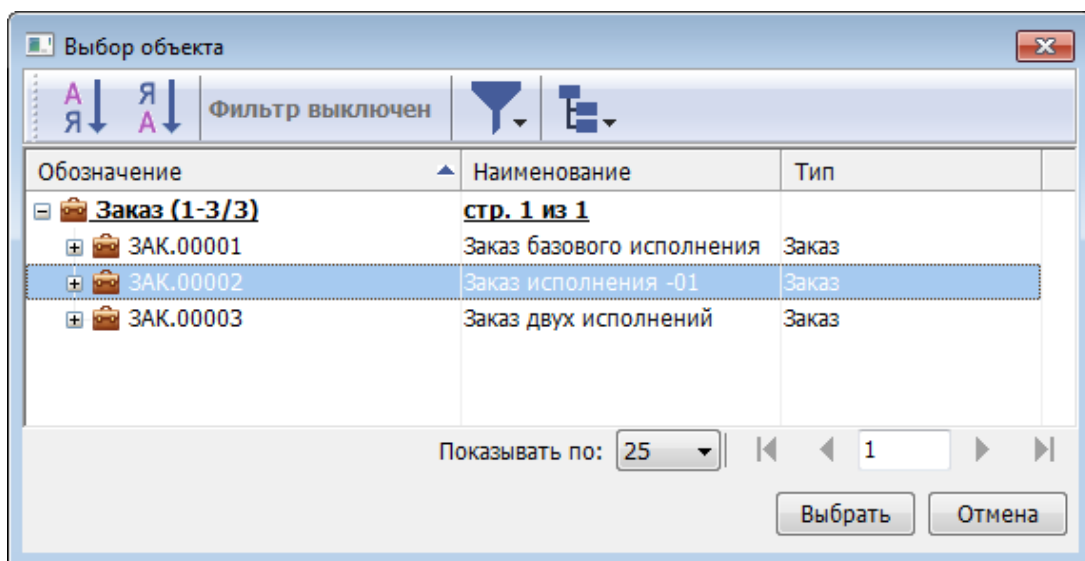 Выбор объекта
А Я Я А Фильтр выключен
Обозначение Наименование Тип
Заказ (1-3/3) стр. 1 из 1
ЗАК.00001 Заказ базового исполнения Заказ
ЗАК.00002 Заказ исполнения -01 Заказ
ЗАК.00003 Заказ двух исполнений Заказ
Показывать по: 25 1
Выбрать Отмена